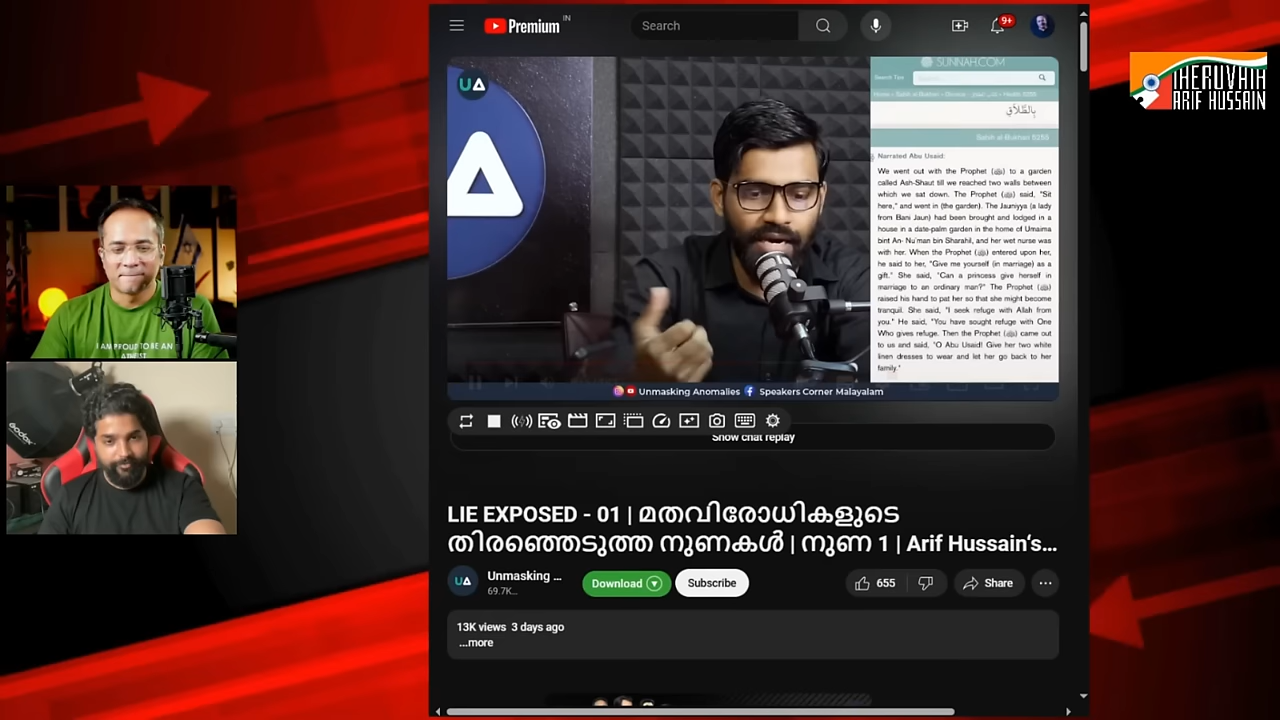 Premium IN
Search
9+
THERUVATH
ARIF HUSSAIN
UA
SUNNAH.COM
بِالطَّلاَقِ
Sahih al-Bukhari 5255
Narrated Abu Usaid:
We went out with the Prophet (ﷺ) to a garden
called Ash-Shaut till we reached two walls between
which we sat down. The Prophet (ﷺ) said, "Sit
here," and went in (the garden). The Jauniyya (a lady
from Bani Jaun) had been brought and lodged in a
house in a date-palm garden in the home of Umaima
bint An- Nu'man bin Sharahil, and her wet nurse was
with her. When the Prophet (ﷺ) entered upon her,
he said to her, "Give me yourself (in marriage) as a
gift." She said, "Can a princess give herself in
marriage to an ordinary man?" The Prophet (ﷺ)
raised his hand to pat her so that she might become
tranquil. She said, "I seek refuge with Allah from
you." He said, "You have sought refuge with One
Who gives refuge. Then the Prophet (ﷺ) came out
to us and said, "O Abu Usaid! Give her two white
linen dresses to wear and let her go back to her
family."
I AM PROUD TO BE AN
ATHEIST
Godox
Unmasking Anomalies Speakers Corner Malayalam
Show chat replay
LIE EXPOSED - 01 | മതവിരോധികളുടെ
തിരഞ്ഞെടുത്ത നുണകൾ | നുണ 1 | Arif Hussain‘s...
UA
Unmasking ...
69.7K...
Download
Subscribe
655
Share
13K views 3 days ago
...more